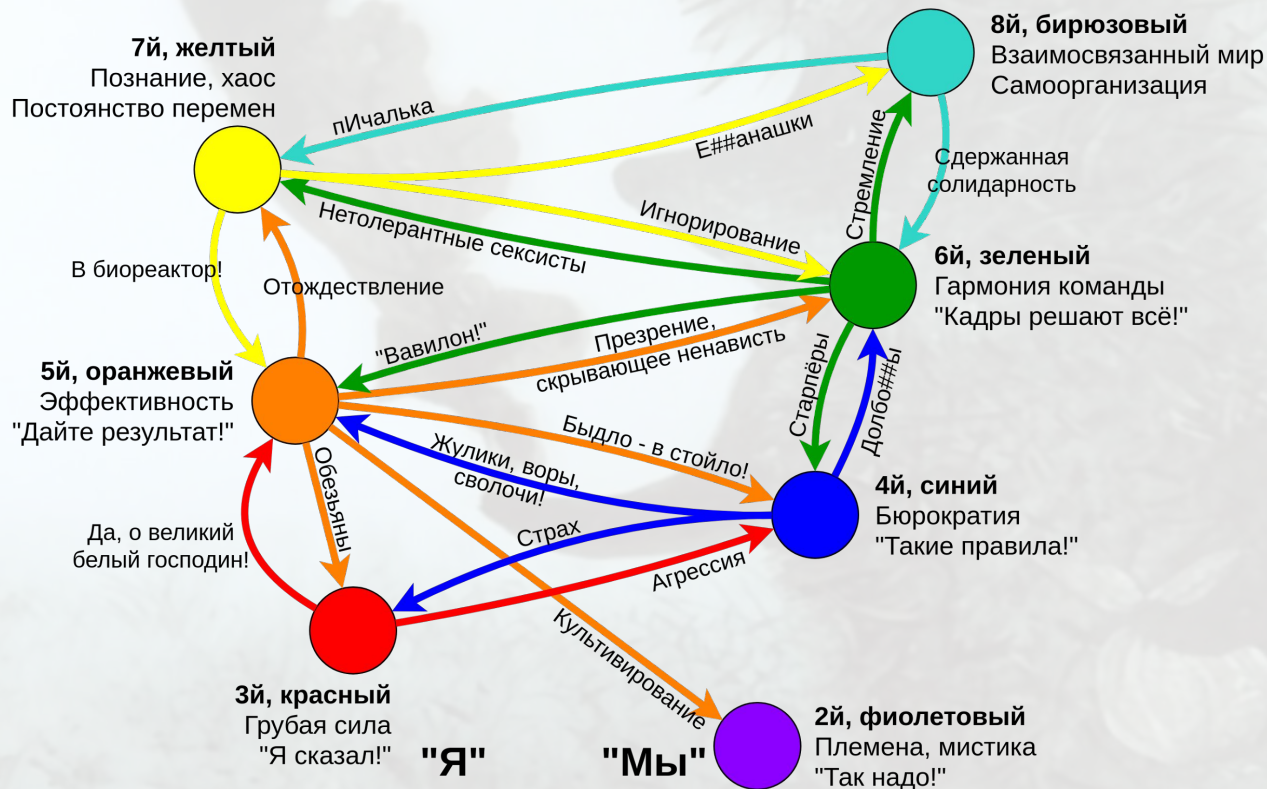 7й, желтый
Познание, хаос
Постоянство перемен
8й, бирюзовый
Взаимосвязанный мир
Самоорганизация
пИчалька
Е##анашки
Стремление
Сдержанная
солидарность
Нетолерантные сексисты
Игнорирование
В биореактор!
Отождествление
6й, зеленый
Гармония команды
"Кадры решают всё!"
"Вавилон!"
Презрение,
скрывающее ненависть
5й, оранжевый
Эффективность
"Дайте результат!"
Старпёры
Долбо##ы
Быдло - в стойло!
Жулики, воры,
сволочи!
Обезьяны
4й, синий
Бюрократия
"Такие правила!"
Да, о великий
белый господин!
Страх
Агрессия
Культивирование
3й, красный
Грубая сила
"Я сказал!"
"Я"
"Мы"
2й, фиолетовый
Племена, мистика
"Так надо!"